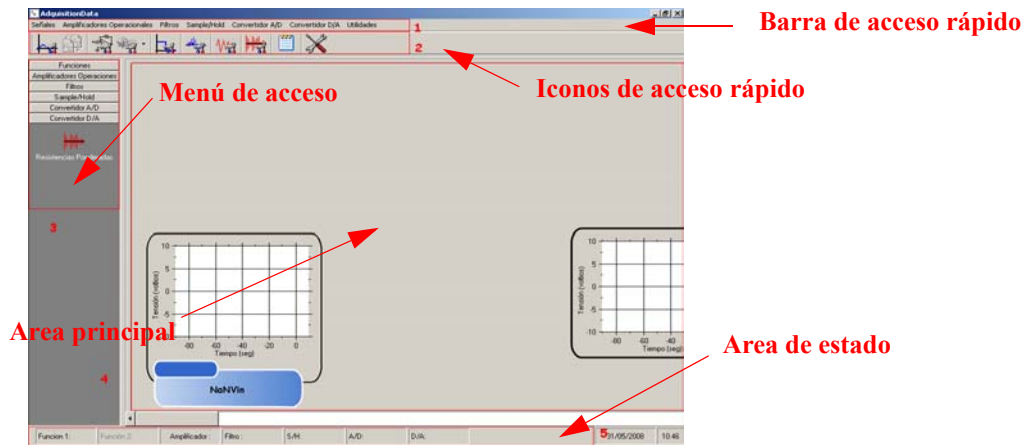 AdquisitionData
Señales Amplificadores Operacionales Filtros Sample/Hold Convertidor A/D Convertidor D/A Utilidades
1
Barra de acceso rápido
2
Iconos de acceso rápido
Funciones
Amplificadores Operaciones
Filtros
Sample/Hold
Convertidor A/D
Convertidor D/A
Menú de acceso
Resistencias Ponderadas
3
10
5
0
-5
-10
Tensión (voltios)
-80 -60 -40 -20 0
Tiempo (seg)
10
5
0
-5
-10
Tensión (voltios)
-80 -60 -40
Tiempo (seg)
Area principal
Area de estado
4
NaNVin
Funcion 1: Funcion 2: Amplificador: Filtro: S/H: A/D: D/A: 5 31/05/2008 10:46